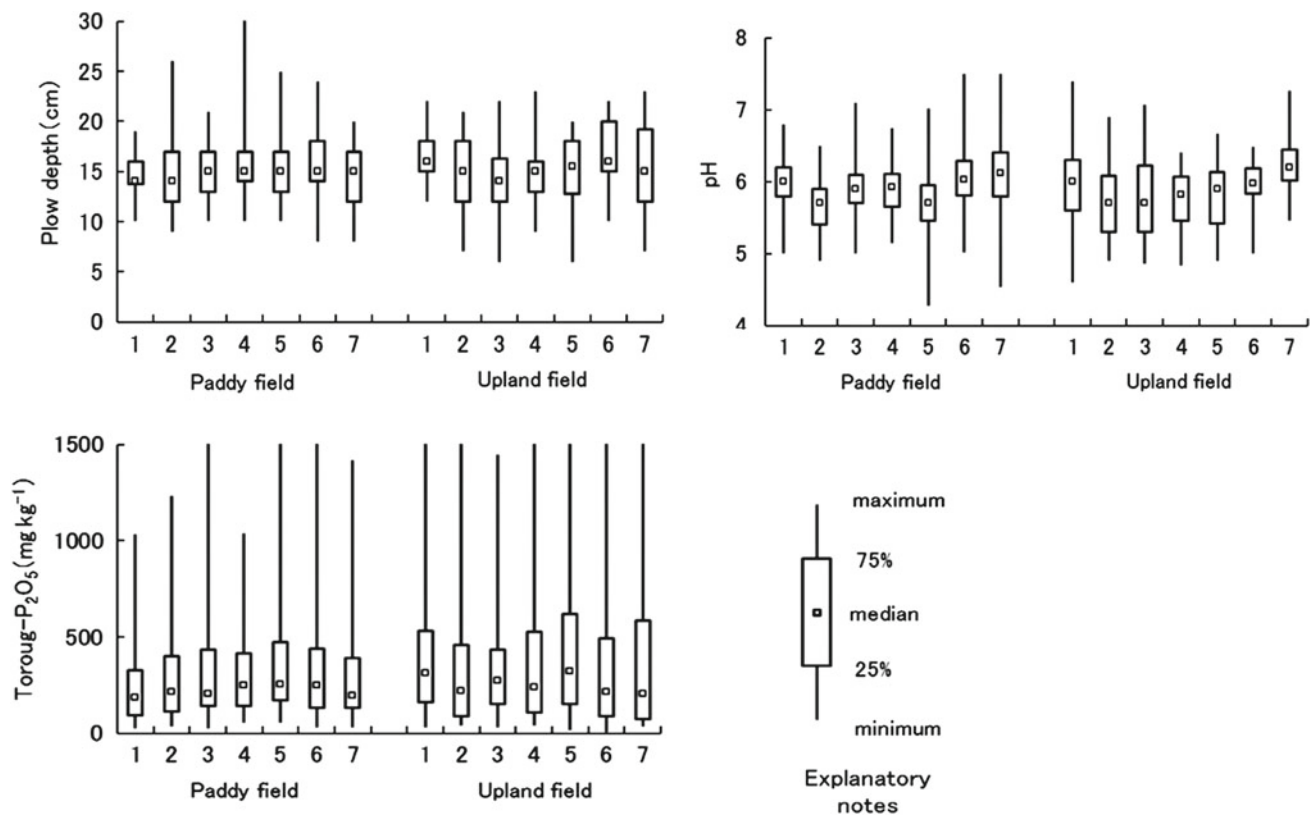 30
25
20
15
10
5
0
Plow depth(cm)
1 2 3 4 5 6 7 1 2 3 4 5 6 7
Paddy field Upland field
8
7
6
5
4
pH
1 2 3 4 5 6 7 1 2 3 4 5 6 7
Paddy field Upland field
1500
1000
500
0
Toroug-P₂O₅(mg kg⁻¹)
1 2 3 4 5 6 7 1 2 3 4 5 6 7
Paddy field Upland field
maximum
75%
median
25%
minimum
Explanatory
notes